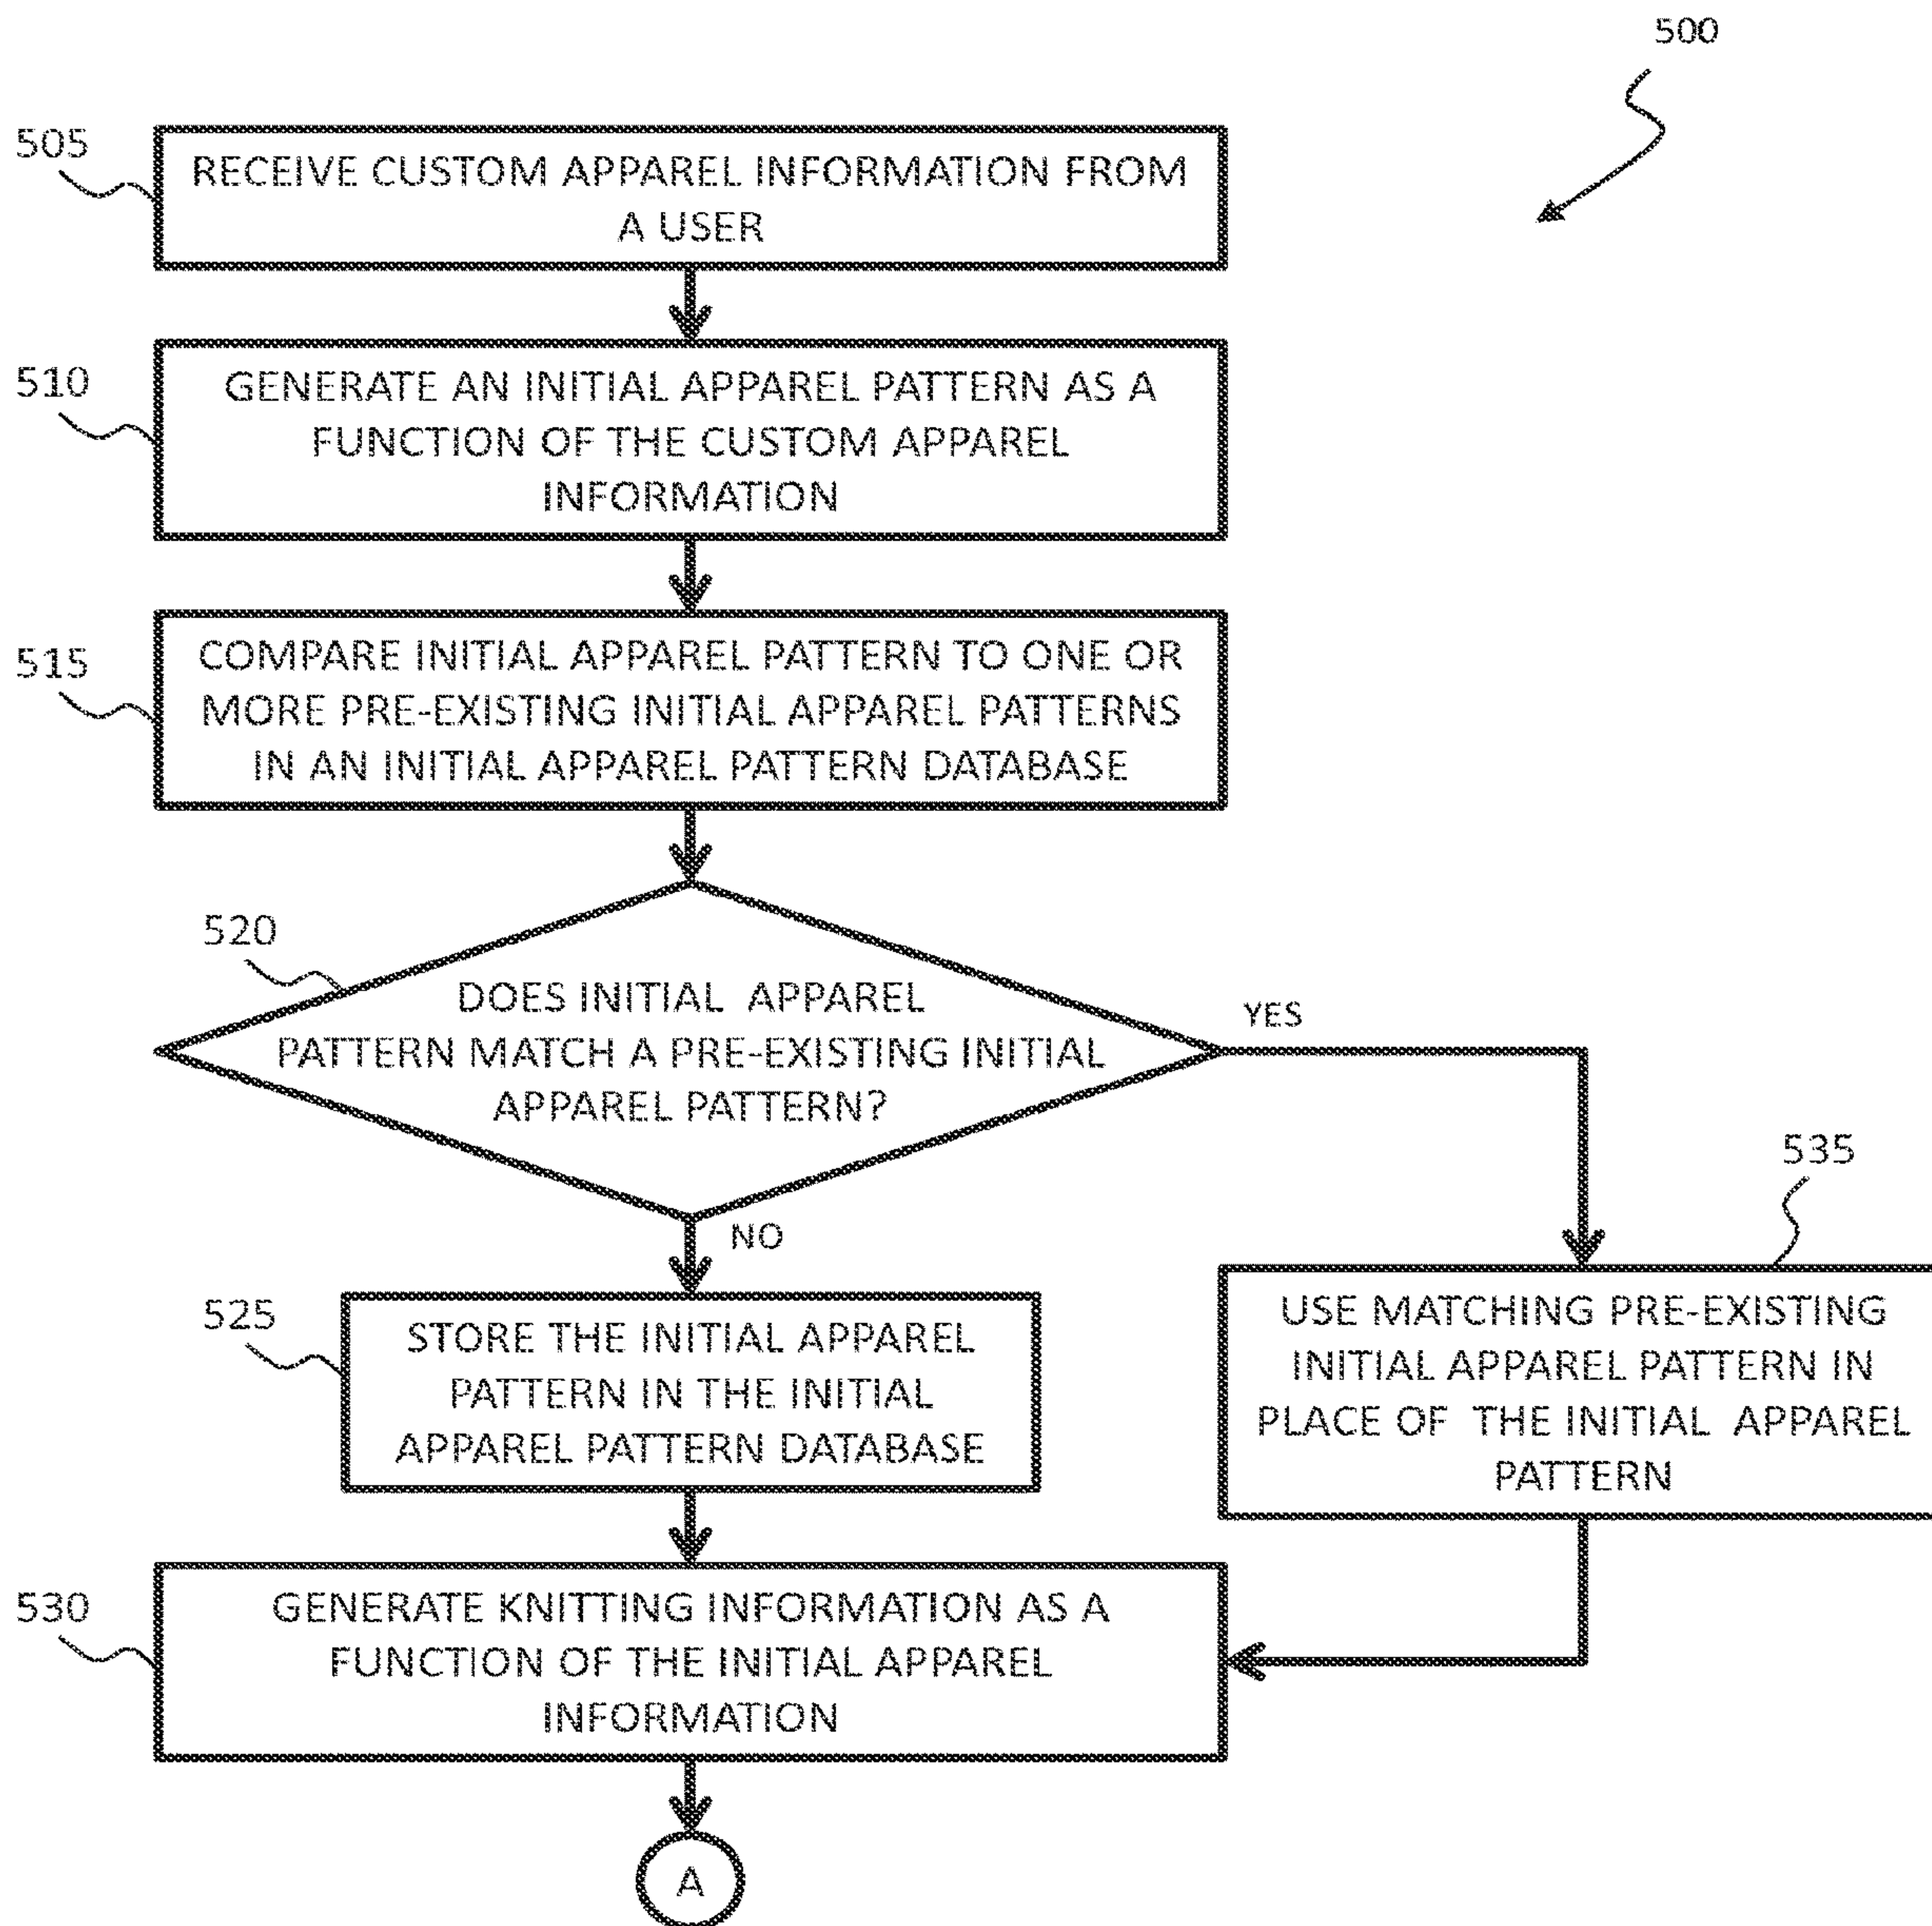 500
505
RECEIVE CUSTOM APPAREL INFORMATION FROM
A USER
510
GENERATE AN INITIAL APPAREL PATTERN AS A
FUNCTION OF THE CUSTOM APPAREL
INFORMATION
515
COMPARE INITIAL APPAREL PATTERN TO ONE OR
MORE PRE-EXISTING INITIAL APPAREL PATTERNS
IN AN INITIAL APPAREL PATTERN DATABASE
520
DOES INITIAL APPAREL
PATTERN MATCH A PRE-EXISTING INITIAL
APPAREL PATTERN?
YES
NO
535
USE MATCHING PRE-EXISTING
INITIAL APPAREL PATTERN IN
PLACE OF THE INITIAL APPAREL
PATTERN
525
STORE THE INITIAL APPAREL
PATTERN IN THE INITIAL
APPAREL PATTERN DATABASE
530
GENERATE KNITTING INFORMATION AS A
FUNCTION OF THE INITIAL APPAREL
INFORMATION
A